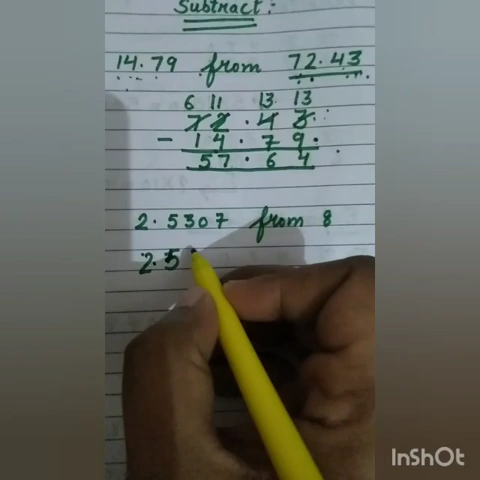 Subtract:
14.79 from 72.43
6 11 13 13
72.43
- 14.79
57.64
2.5307 from 8
2.5
InShOt